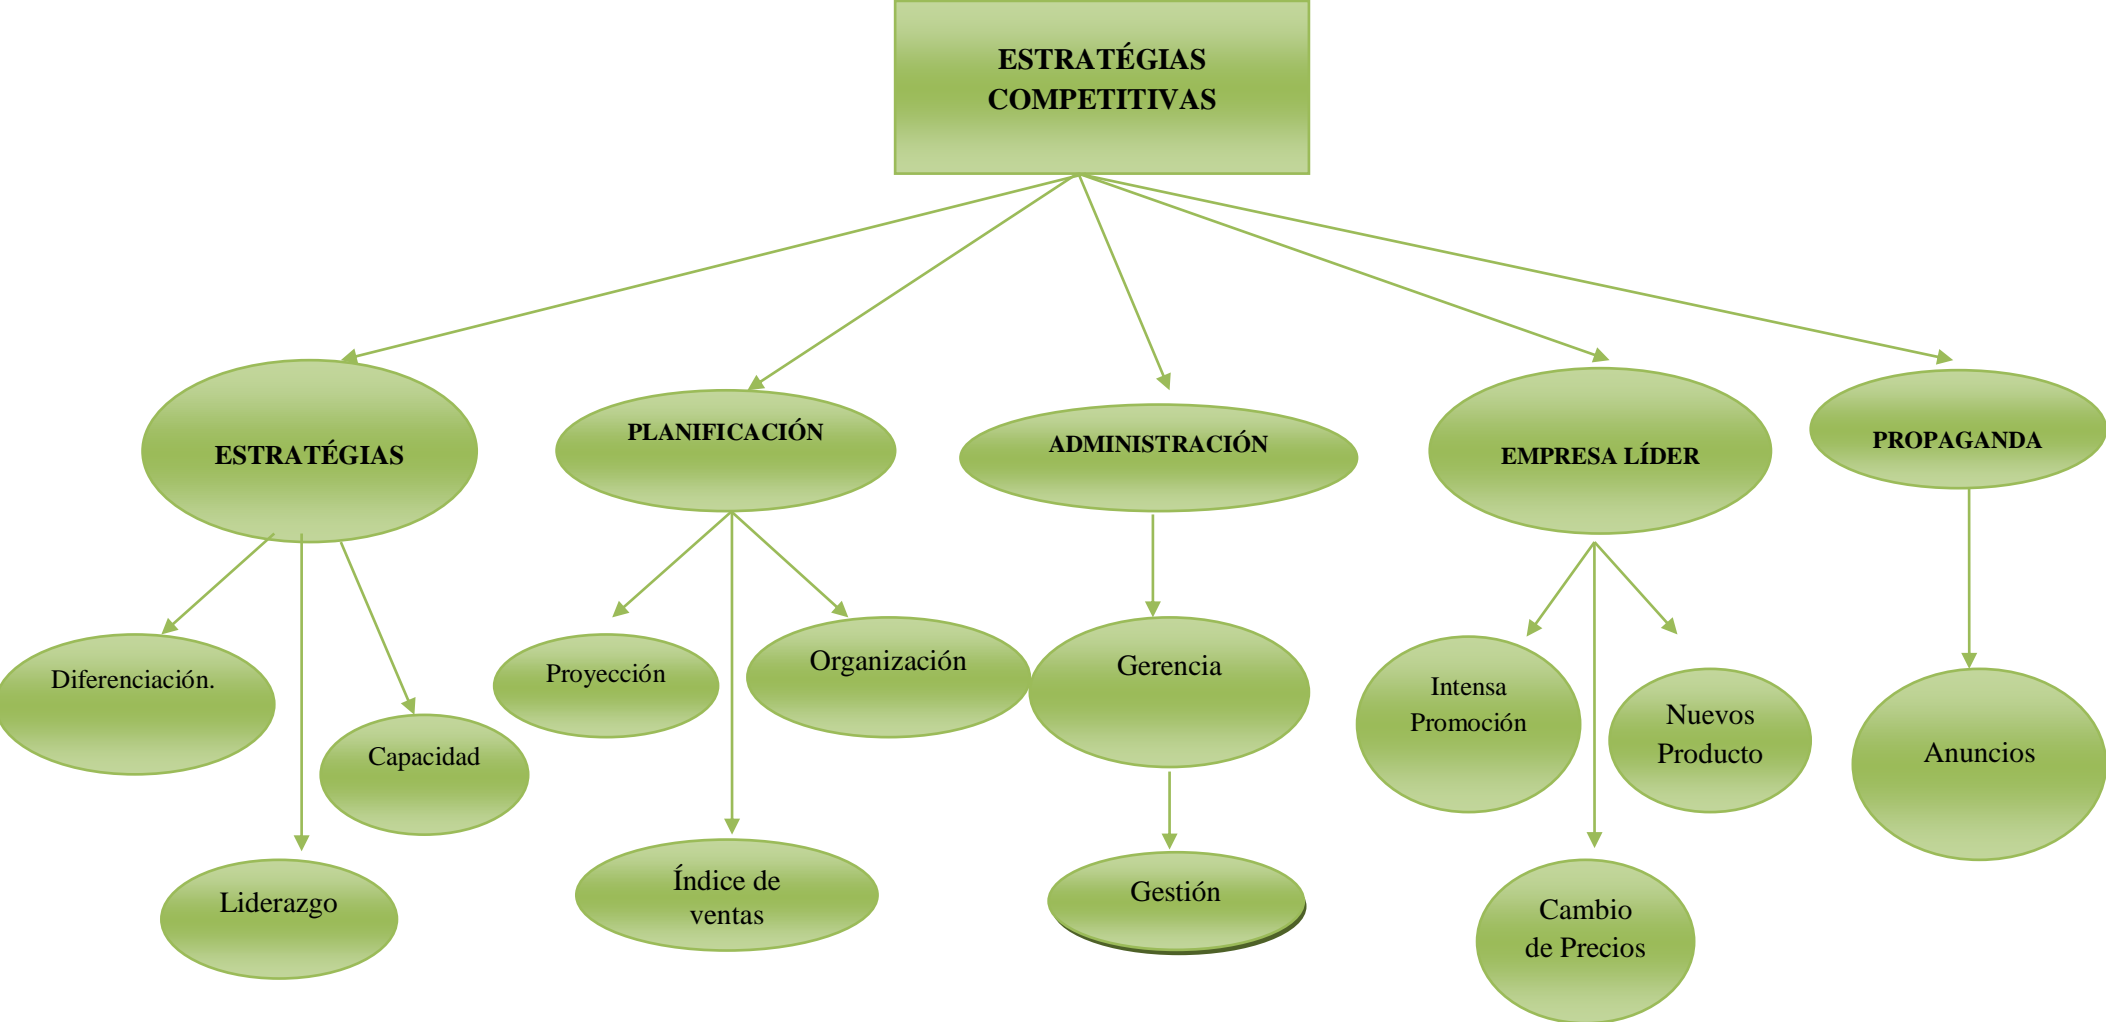 ESTRATÉGIAS
COMPETITIVAS
ESTRATÉGIAS
PLANIFICACIÓN
ADMINISTRACIÓN
EMPRESA LÍDER
PROPAGANDA
Diferenciación.
Liderazgo
Capacidad
Proyección
Índice de
ventas
Organización
Gerencia
Gestión
Intensa
Promoción
Cambio
de Precios
Nuevos
Producto
Anuncios